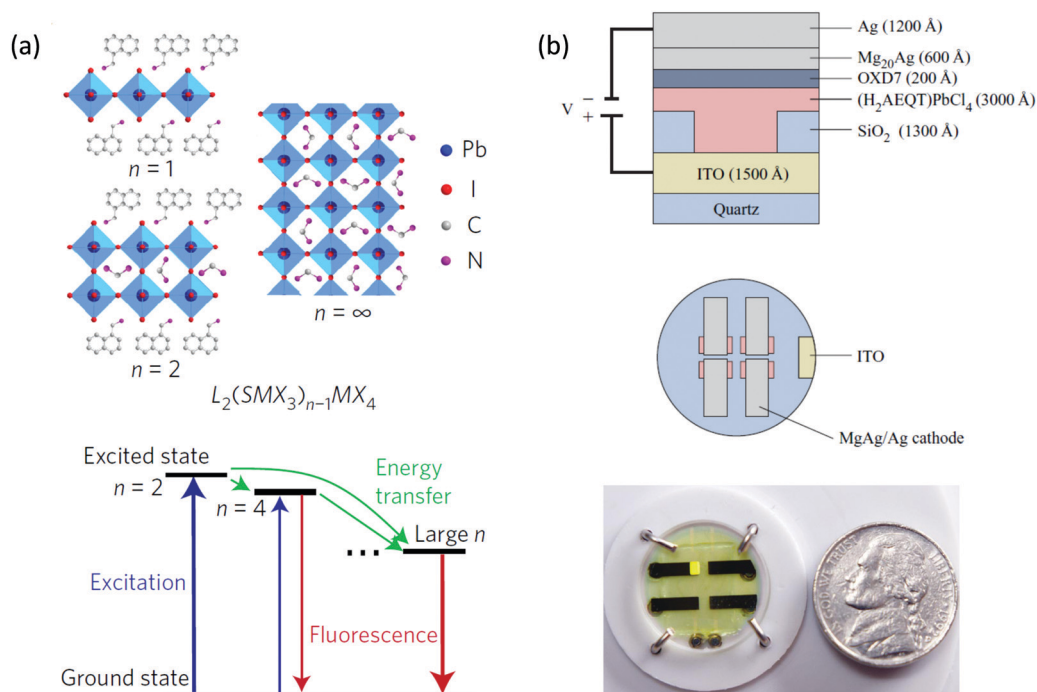 (a)
n = 1
n = 2
n = ∞
Pb
I
C
N
L₂(SMX₃)ₙ₋₁MX₄
Excited state
n = 2
n = 4
Energy
transfer
Large n
...
Excitation
Fluorescence
Ground state
(b)
Ag (1200 Å)
Mg₂₀Ag (600 Å)
OXD7 (200 Å)
(H₂AEQT)PbCl₄ (3000 Å)
SiO₂ (1300 Å)
V
−
+
ITO (1500 Å)
Quartz
ITO
MgAg/Ag cathode